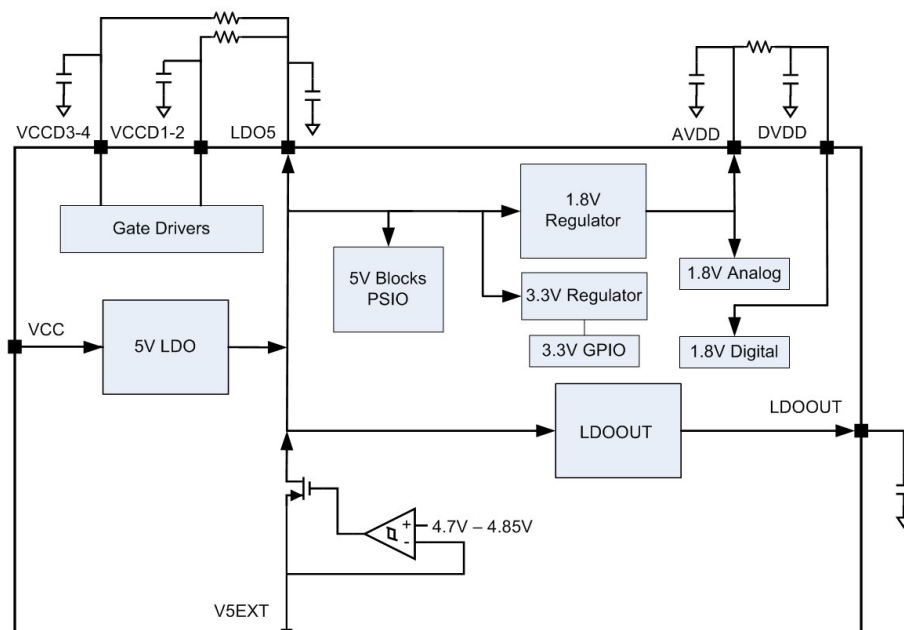 VCCD3-4
VCCD1-2
LDO5
AVDD
DVDD
Gate Drivers
1.8V
Regulator
5V Blocks
PSIO
1.8V Analog
3.3V Regulator
VCC
5V LDO
3.3V GPIO
1.8V Digital
LDOOUT
LDOOUT
+
4.7V – 4.85V
-
V5EXT